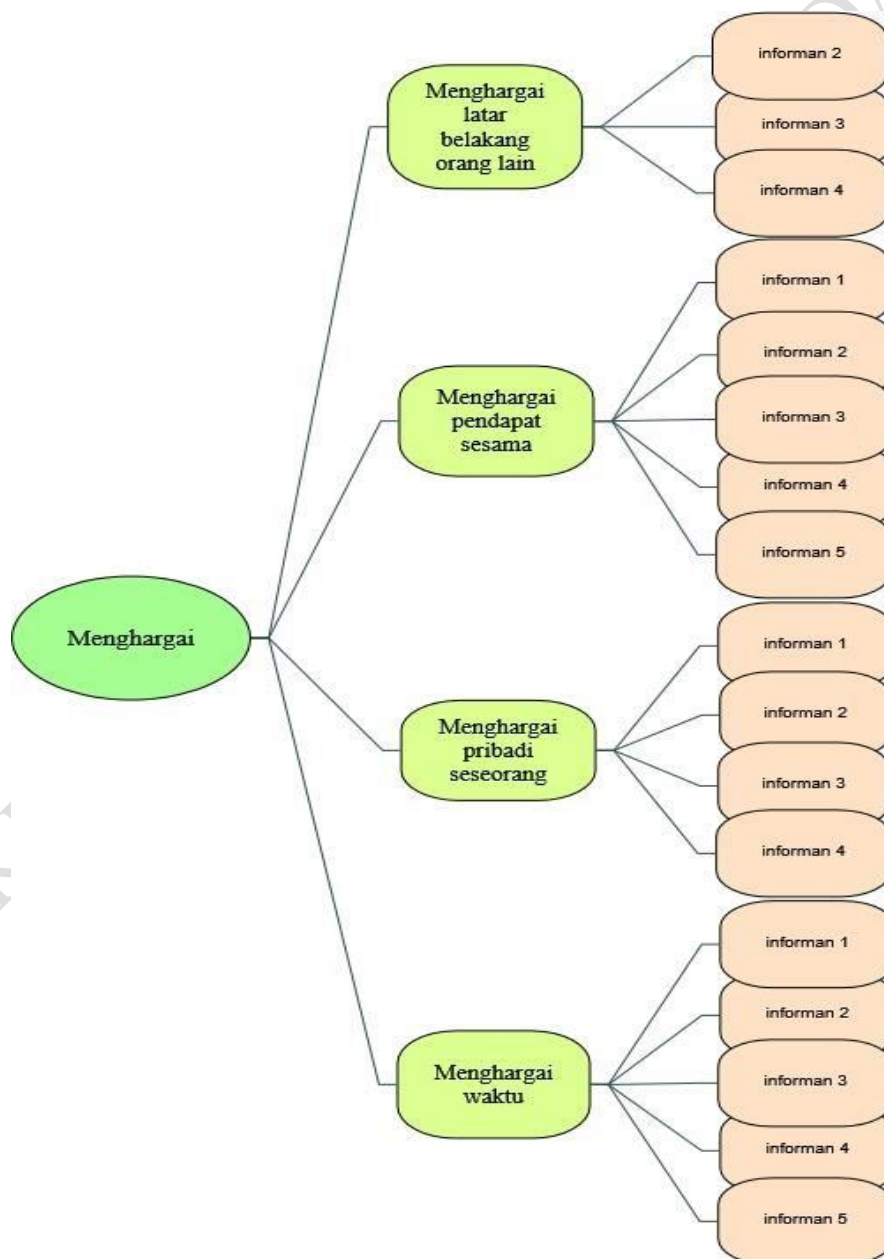 Menghargai
latar
belakang
orang lain
informan 2
informan 3
informan 4
Menghargai
pendapat
sesama
informan 1
informan 2
informan 3
informan 4
informan 5
Menghargai
Menghargai
pribadi
seseorang
informan 1
informan 2
informan 3
informan 4
Menghargai
waktu
informan 1
informan 2
informan 3
informan 4
informan 5